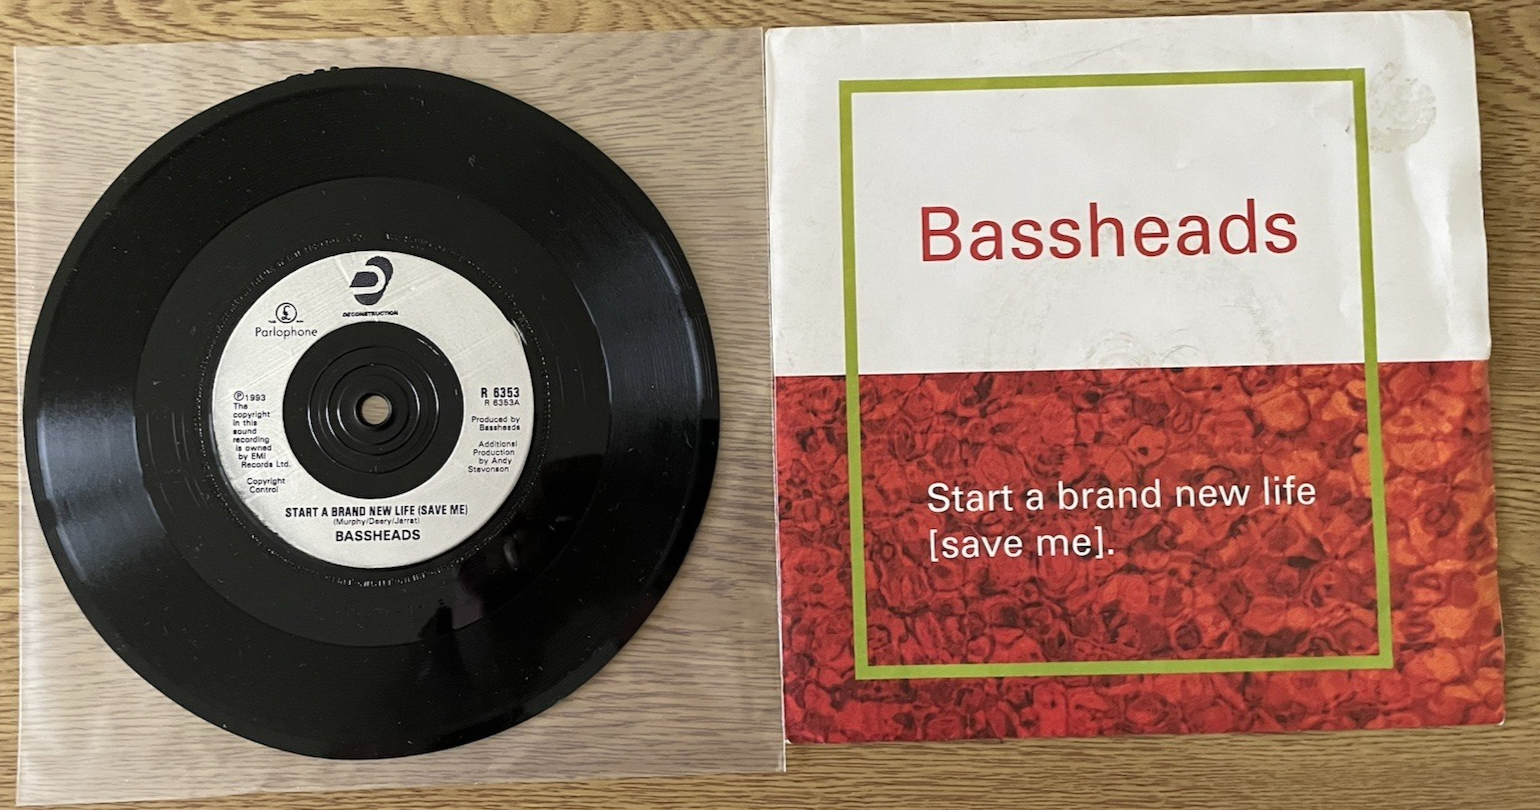 DECONSTRUCTION
£
Parlophone
℗1993
The
copyright
in this
sound
recording
is owned
by EMI
Records Ltd.
Copyright
Control
R 6353
R 6353A
Produced by
Bassheads
Additional
Production
by Andy
Stevenson
START A BRAND NEW LIFE (SAVE ME)
(Murphy/Deery/Jarrat)
BASSHEADS
Bassheads
Start a brand new life
[save me].